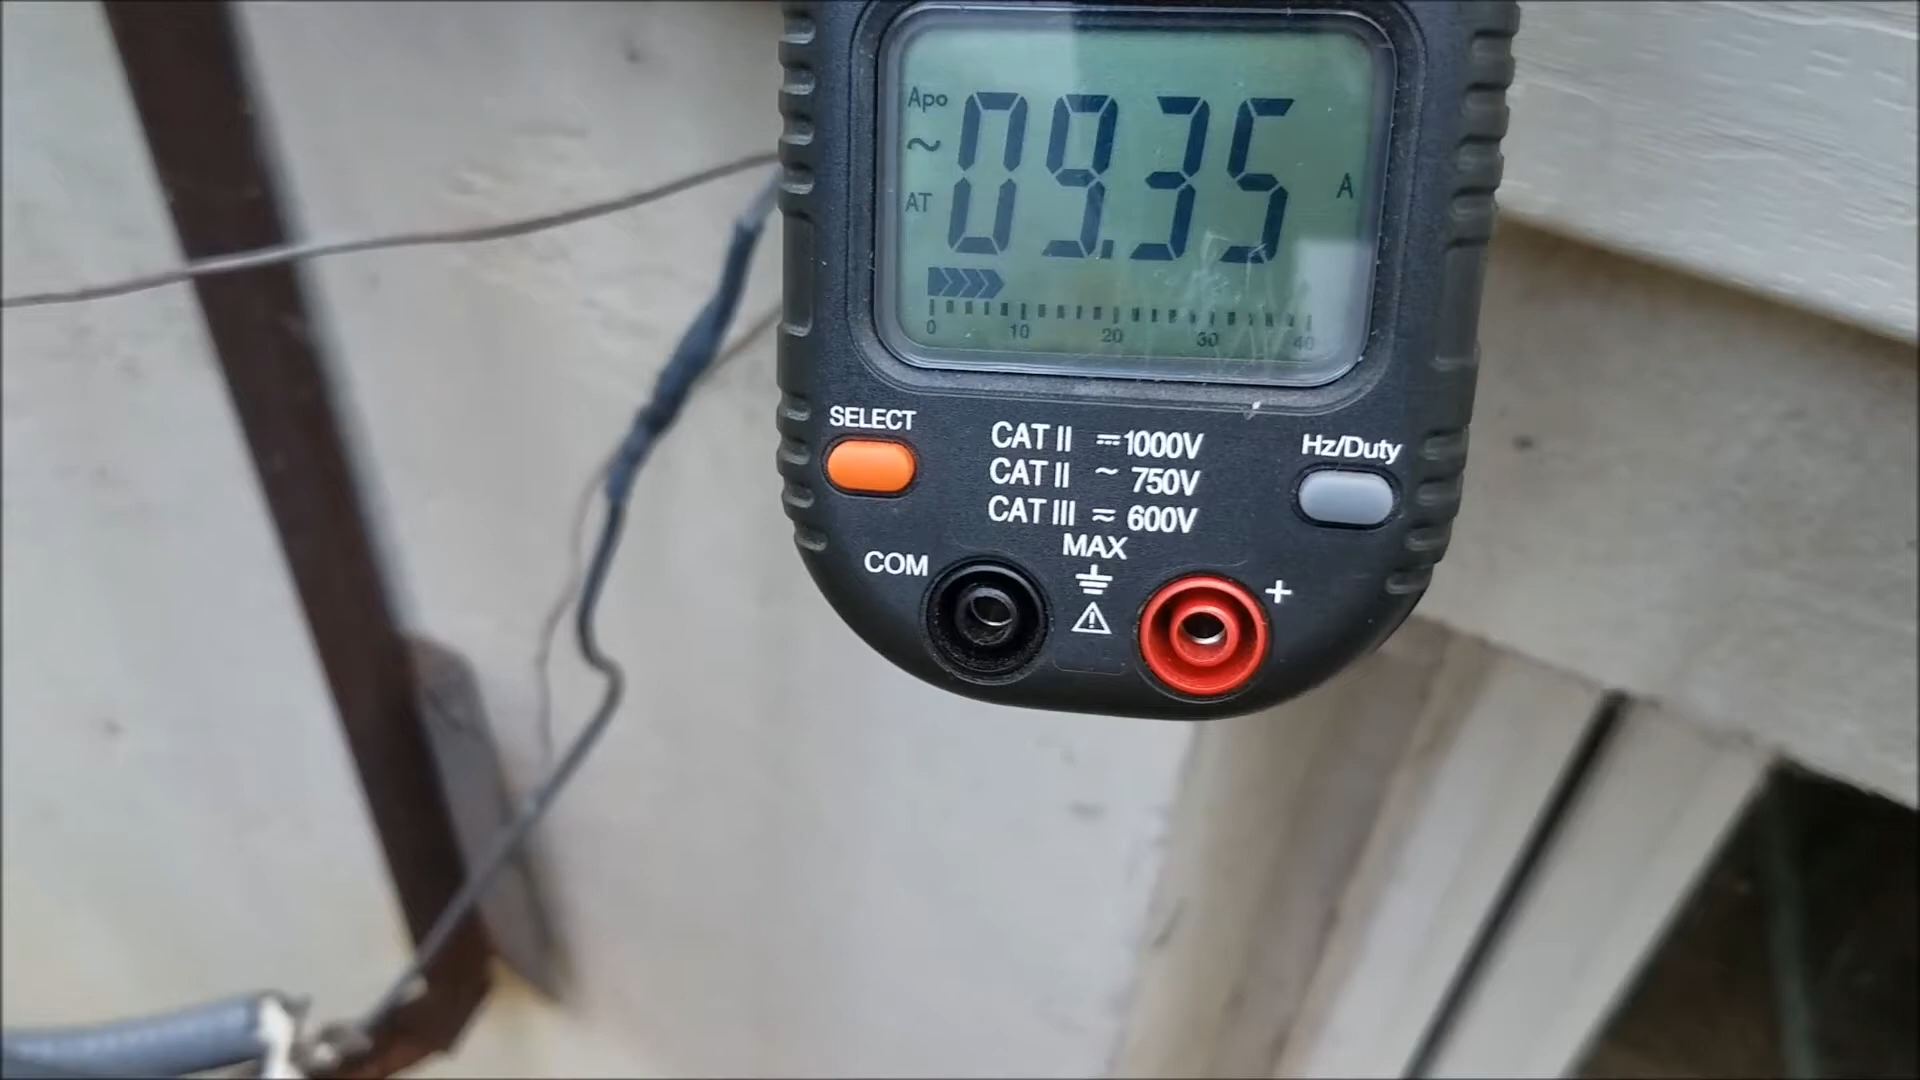 Apo
~
09.35
AT
A
0 10 20 30 40
SELECT
CAT II ⎓1000V
Hz/Duty
CAT II ~ 750V
CAT III ≂ 600V
MAX
COM
+